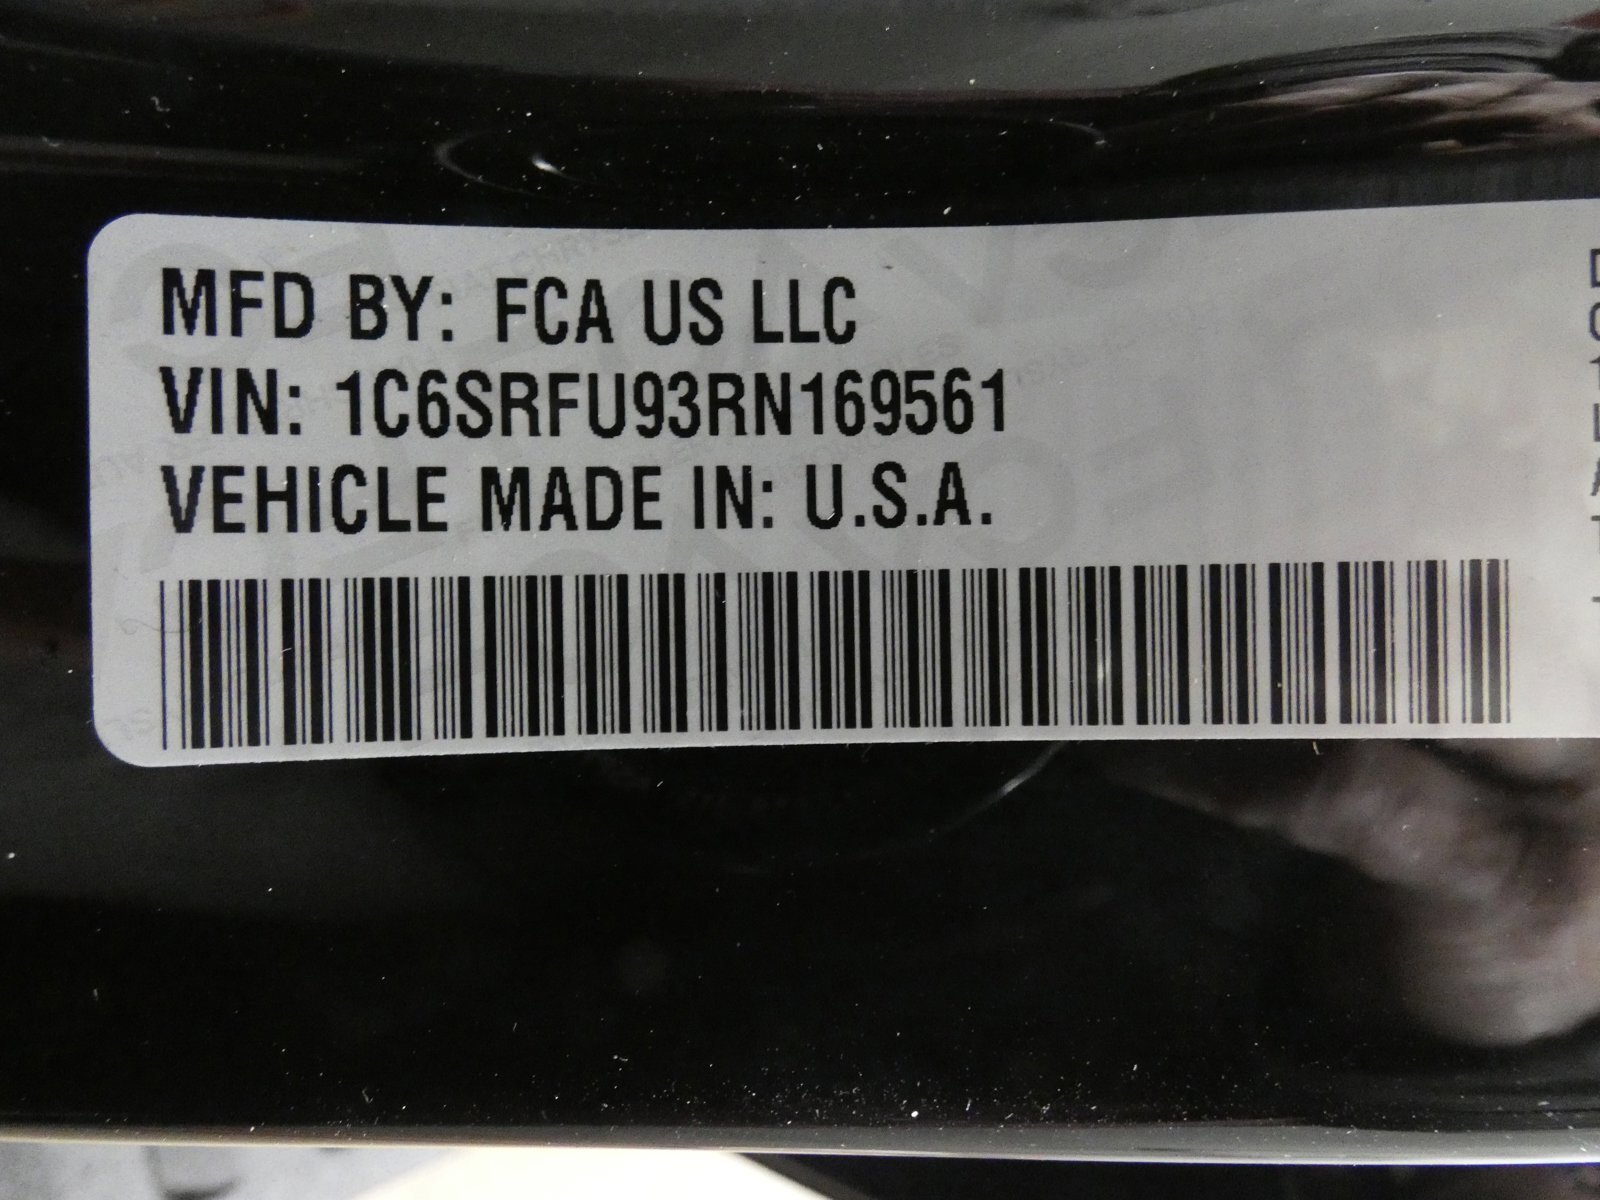 MFD BY: FCA US LLC
VIN: 1C6SRFU93RN169561
VEHICLE MADE IN: U.S.A.